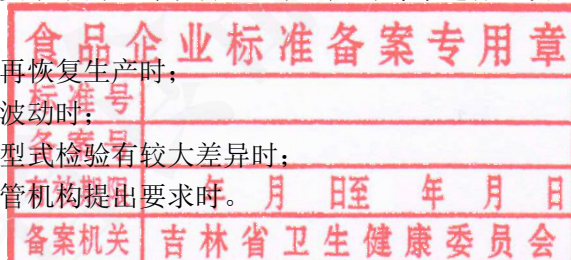 食品企业标准备案专用章
再恢复生产时；
标准号
波动时；
备案号
型式检验有较大差异时；
有效期限 年 月 日至 年 月 日
管机构提出要求时。
备案机关 吉林省卫生健康委员会